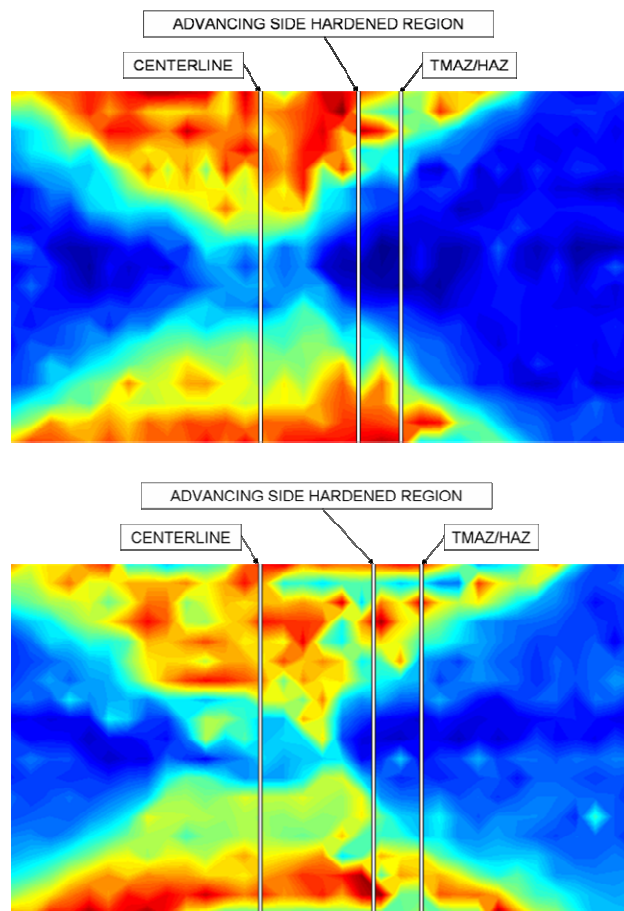 ADVANCING SIDE HARDENED REGION
CENTERLINE
TMAZ/HAZ
ADVANCING SIDE HARDENED REGION
CENTERLINE
TMAZ/HAZ